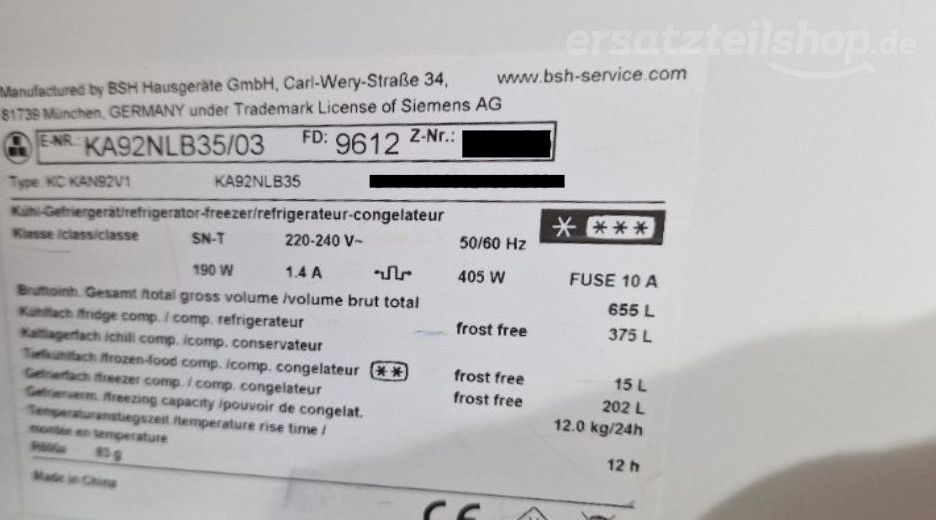 ersatzteilshop.de
Manufactured by BSH Hausgeräte GmbH, Carl-Wery-Straße 34, www.bsh-service.com
81739 München, GERMANY under Trademark License of Siemens AG
E-NR.: KA92NLB35/03 FD: 9612 Z-Nr.:
Type: KC KAN92V1 KA92NLB35
Kühl-Gefriergerät/refrigerator-freezer/refrigerateur-congelateur
Klasse /class/classe SN-T 220-240 V~ 50/60 Hz
190 W 1.4 A 405 W FUSE 10 A
Bruttoinh. Gesamt /total gross volume /volume brut total 655 L
Kühlfach /fridge comp. / comp. refrigerateur frost free 375 L
Kaltlagerfach /chill comp. /comp. conservateur
Tiefkühlfach /frozen-food comp. /comp. congelateur ** frost free 15 L
Gefrierfach /freezer comp. / comp. congelateur frost free 202 L
Gefrierverm. /freezing capacity /pouvoir de congelat. 12.0 kg/24h
Temperaturanstiegszeit /temperature rise time /
montée en temperature 12 h
R600a 85 g
Made in China
CE